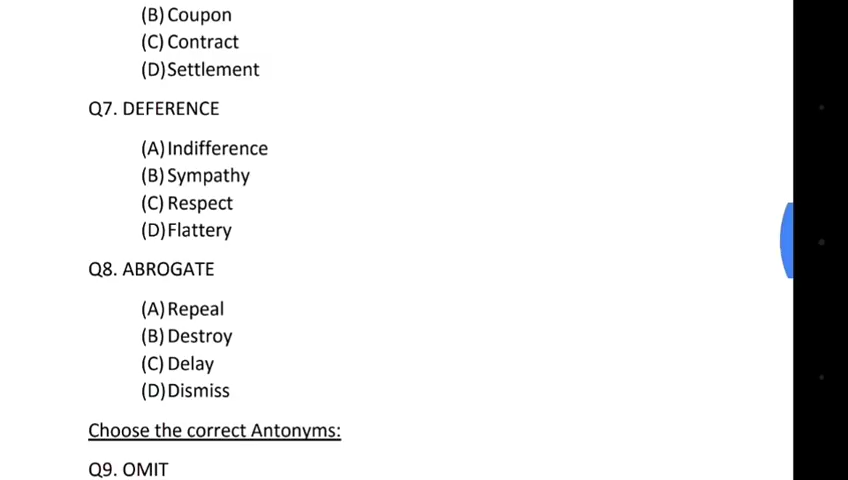 (B) Coupon
(C) Contract
(D) Settlement
Q7. DEFERENCE
(A) Indifference
(B) Sympathy
(C) Respect
(D) Flattery
Q8. ABROGATE
(A) Repeal
(B) Destroy
(C) Delay
(D) Dismiss
Choose the correct Antonyms:
Q9. OMIT